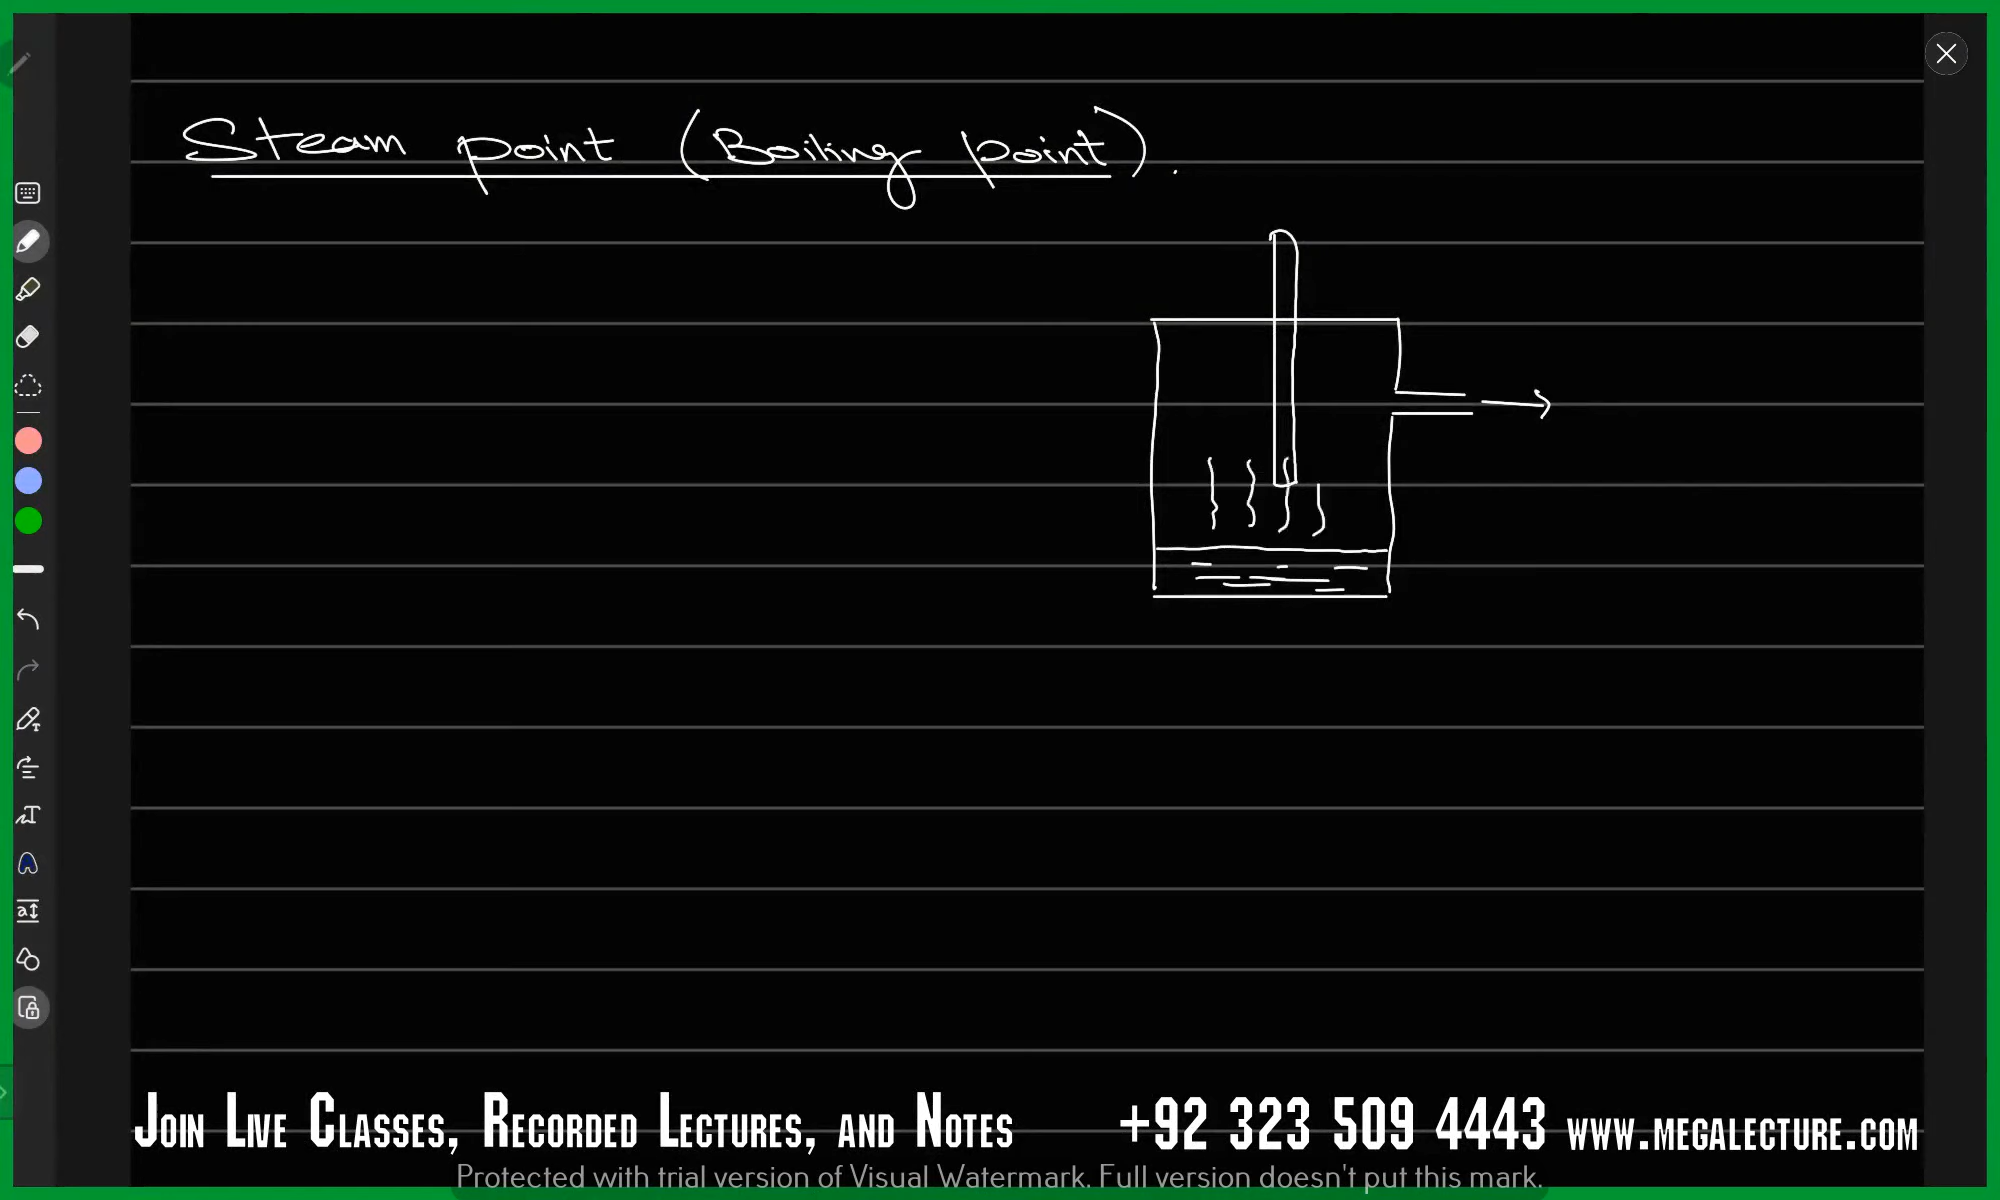 Steam point (Boiling point).
Join Live Classes, Recorded Lectures, and Notes +92 323 509 4443 www.megalecture.com
Protected with trial version of Visual Watermark. Full version doesn't put this mark.